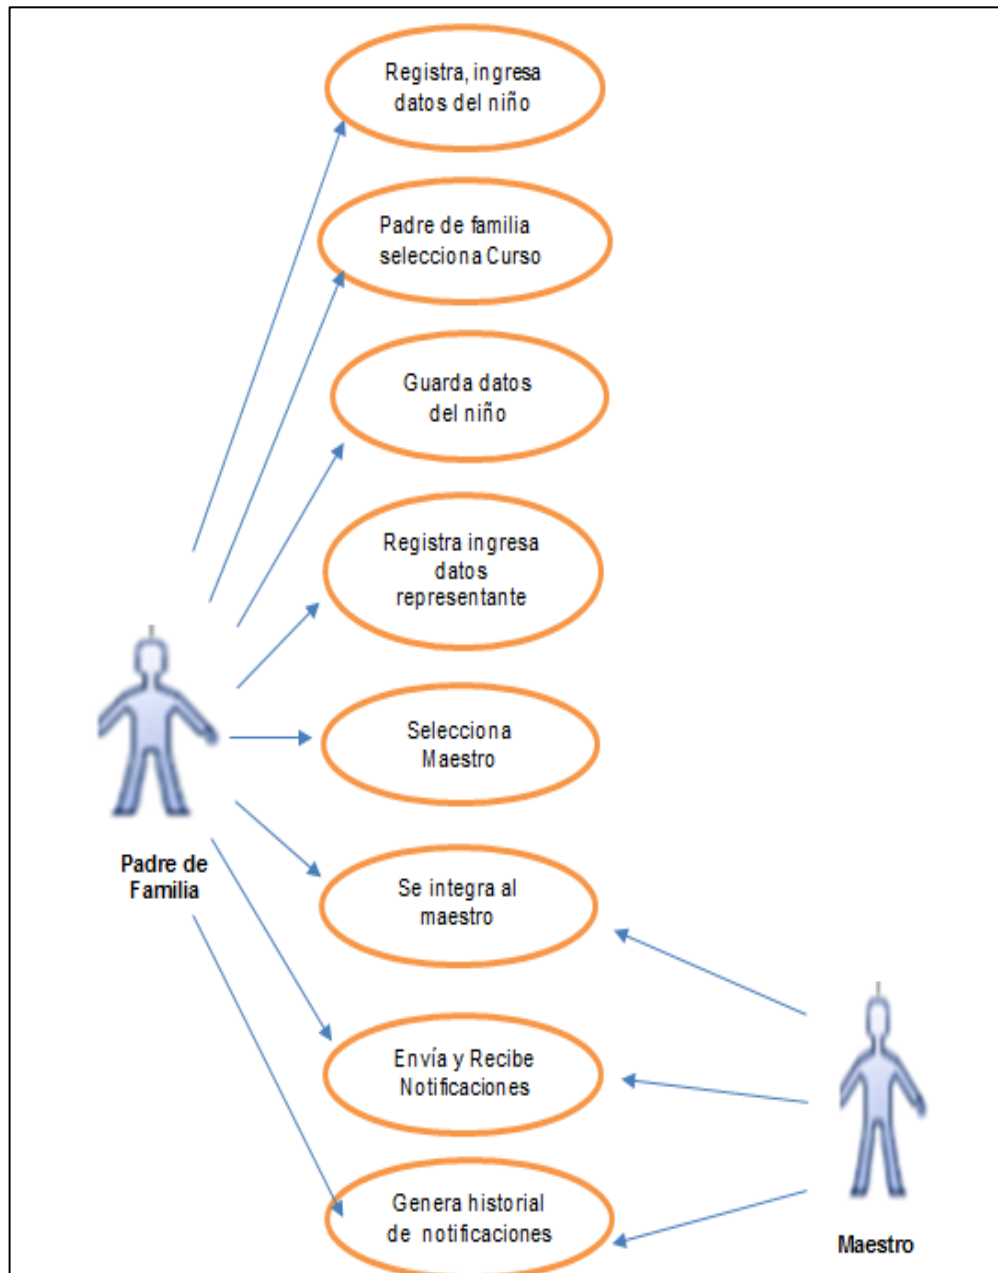 Registra, ingresa
datos del niño
Padre de familia
selecciona Curso
Guarda datos
del niño
Registra ingresa
datos
representante
Selecciona
Maestro
Padre de
Familia
Se integra al
maestro
Envía y Recibe
Notificaciones
Genera historial
de notificaciones
Maestro